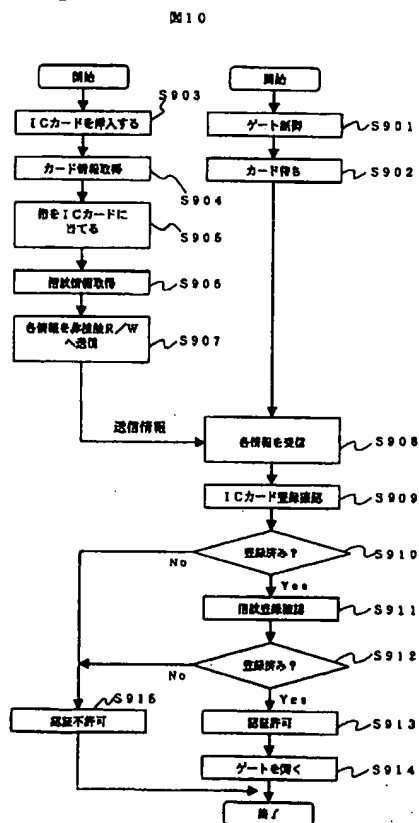 図10
開始
ICカードを挿入する
S903
カード情報取得
S904
指をICカードに
当てる
S905
指紋情報取得
S906
各情報を非接触R/W
へ送信
S907
開始
ゲート制御
S901
カード待ち
S902
送信情報
各情報を受信
S908
ICカード登録確認
S909
登録済み?
S910
No
Yes
指紋登録確認
S911
登録済み?
S912
No
Yes
S915
認証不許可
認証許可
S913
ゲートを開く
S914
終了